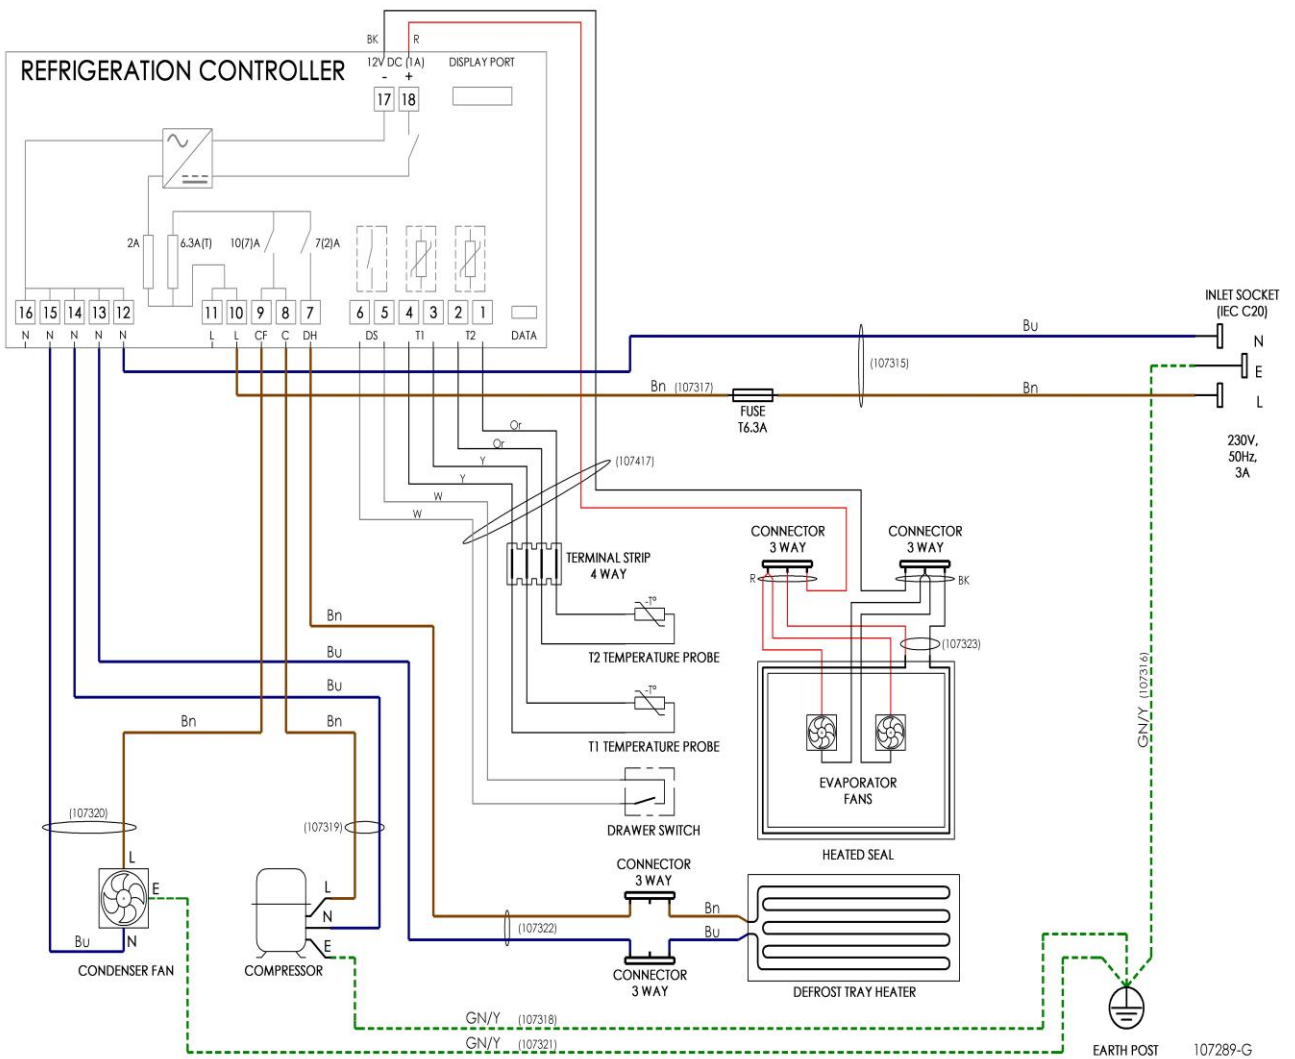 BK R
REFRIGERATION CONTROLLER
12V DC (1A)
- +
DISPLAY PORT
17 18
2A 6.3A(T) 10(7)A 7(2)A
16 15 14 13 12 11 10 9 8 7 6 5 4 3 2 1
N N N N N L L CF C DH DS T1 T2 DATA
INLET SOCKET
(IEC C20)
Bu
N
(107315)
E
Bn (107317)
Bn
L
FUSE
T6.3A
230V,
50Hz,
3A
Or
Or
Y
Y
W
W
(107417)
CONNECTOR
3 WAY
CONNECTOR
3 WAY
TERMINAL STRIP
4 WAY
R
BK
-T°
Bn
(107323)
Bu
T2 TEMPERATURE PROBE
Bu
-T°
GN/Y (107316)
Bn
Bn
T1 TEMPERATURE PROBE
EVAPORATOR
FANS
(107320)
(107319)
DRAWER SWITCH
HEATED SEAL
L
E
N
Bu
CONDENSER FAN
L
N
E
COMPRESSOR
CONNECTOR
3 WAY
Bn
(107322)
Bu
CONNECTOR
3 WAY
DEFROST TRAY HEATER
GN/Y (107318)
GN/Y (107321)
EARTH POST
107289-G